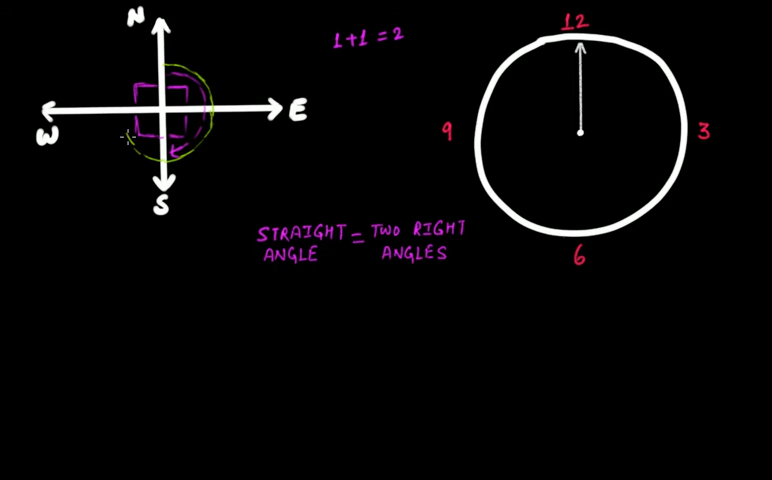 N
1+1=2
12
W
E
9
3
S
STRAIGHT = TWO RIGHT
ANGLE ANGLES
6